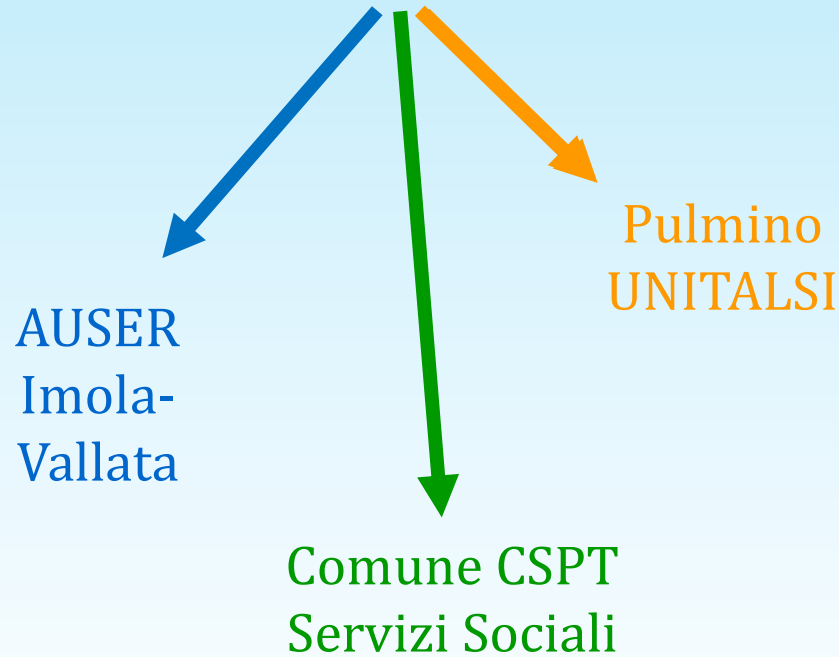 Pulmino
UNITALSI
AUSER
Imola-
Vallata
Comune CSPT
Servizi Sociali